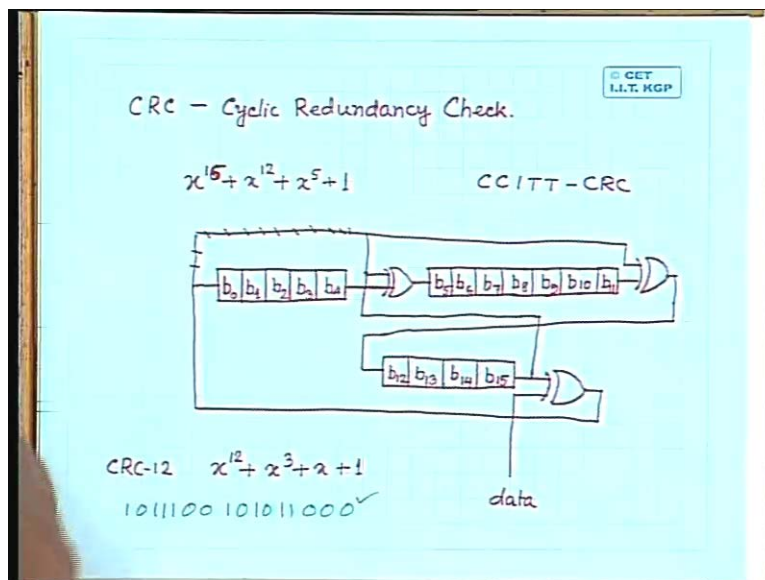 © CET
I.I.T. KGP
CRC – Cyclic Redundancy Check.
x¹⁶+x¹²+x⁵+1 CCITT-CRC
b₀ b₁ b₂ b₃ b₄ b₅ b₆ b₇ b₈ b₉ b₁₀ b₁₁
b₁₂ b₁₃ b₁₄ b₁₅
CRC-12 x¹²+x³+x+1
data
1011100 101011000 ✓